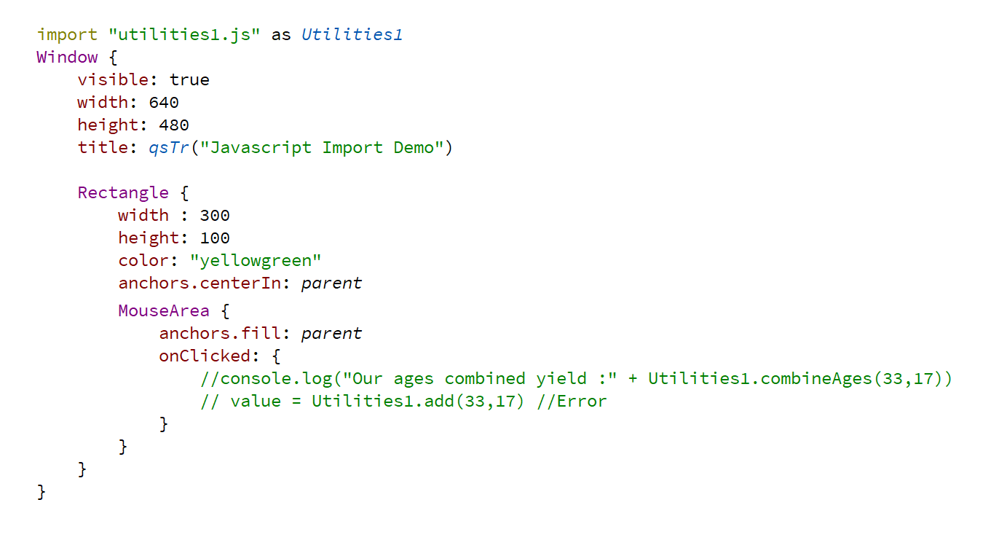 import "utilities1.js" as Utilities1
Window {
    visible: true
    width: 640
    height: 480
    title: qsTr("Javascript Import Demo")

    Rectangle {
        width : 300
        height: 100
        color: "yellowgreen"
        anchors.centerIn: parent
        MouseArea {
            anchors.fill: parent
            onClicked: {
                //console.log("Our ages combined yield :" + Utilities1.combineAges(33,17))
                // value = Utilities1.add(33,17) //Error
            }
        }
    }
}